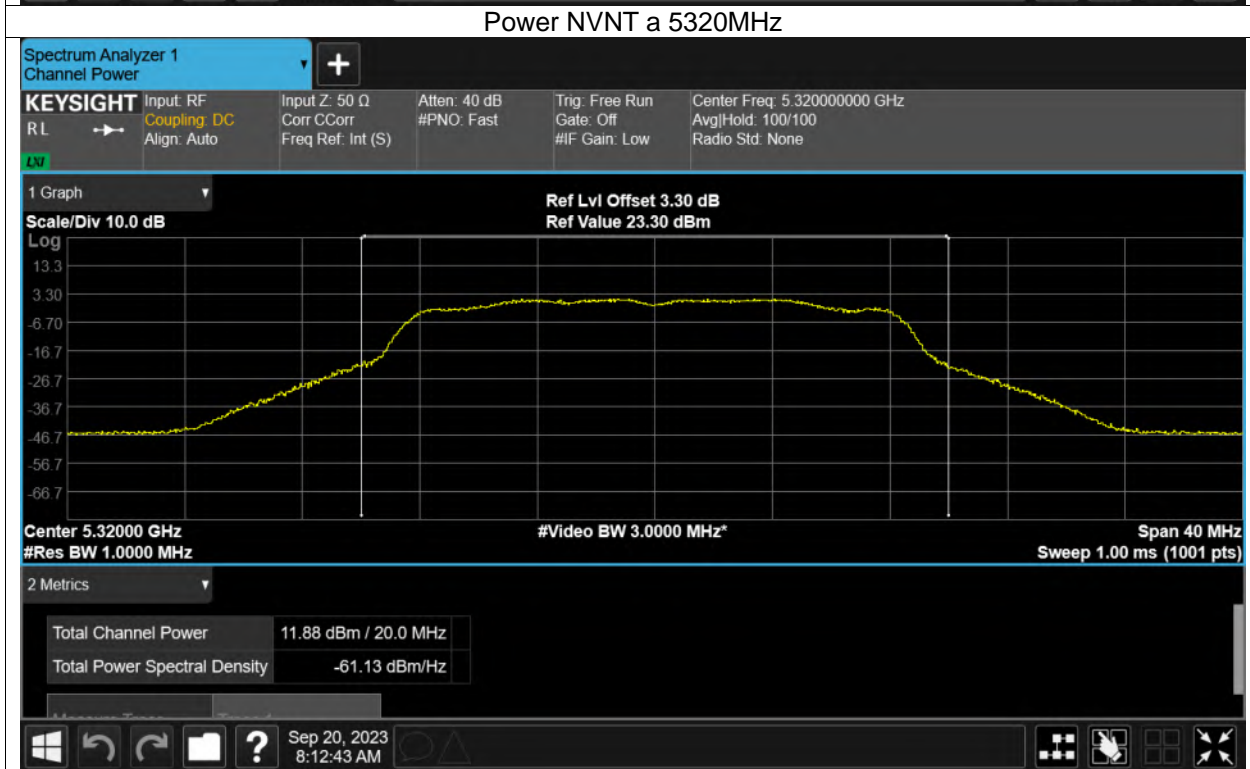 Power NVNT a 5320MHz
Spectrum Analyzer 1
Channel Power
+
KEYSIGHT
RL
LXI
Input: RF
Coupling: DC
Align: Auto
Input Z: 50 Ω
Corr CCorr
Freq Ref: Int (S)
Atten: 40 dB
#PNO: Fast
Trig: Free Run
Gate: Off
#IF Gain: Low
Center Freq: 5.320000000 GHz
Avg|Hold: 100/100
Radio Std: None
1 Graph
Scale/Div 10.0 dB
Ref Lvl Offset 3.30 dB
Ref Value 23.30 dBm
Log
13.3
3.30
-6.70
-16.7
-26.7
-36.7
-46.7
-56.7
-66.7
Center 5.32000 GHz
#Res BW 1.0000 MHz
#Video BW 3.0000 MHz*
Span 40 MHz
Sweep 1.00 ms (1001 pts)
2 Metrics
Total Channel Power 11.88 dBm / 20.0 MHz
Total Power Spectral Density -61.13 dBm/Hz
?
Sep 20, 2023
8:12:43 AM